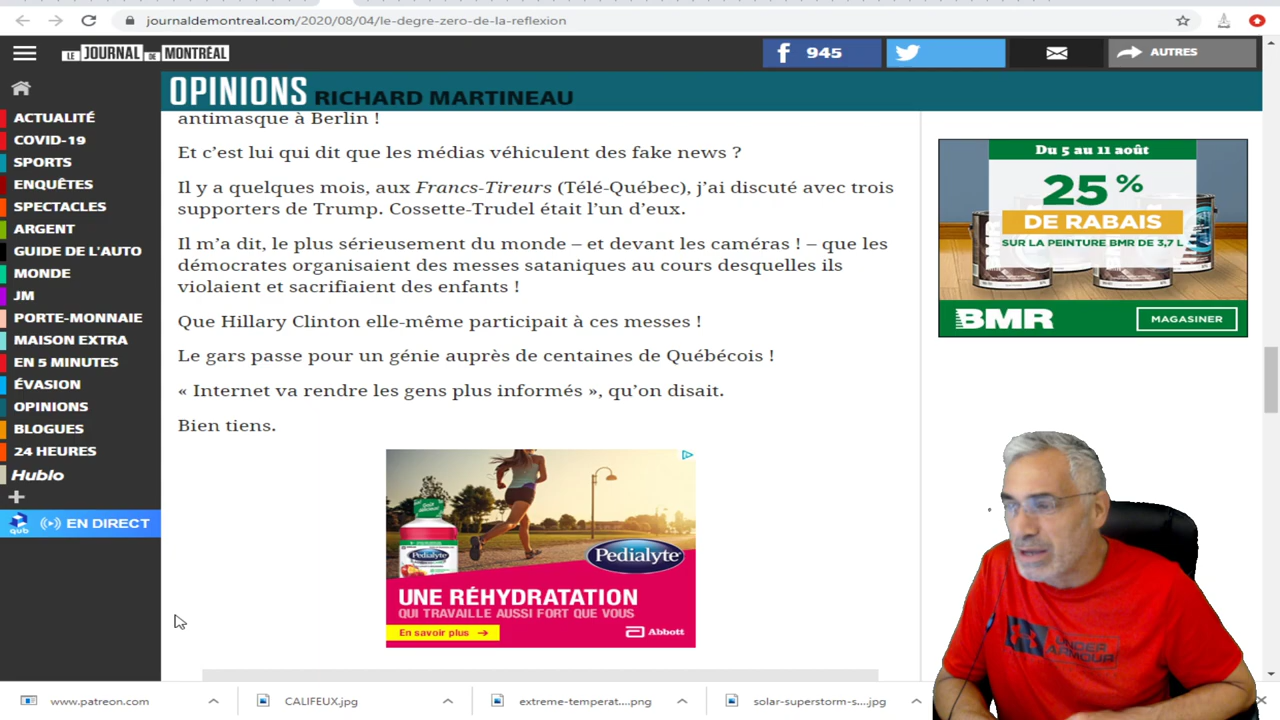 journaldemontreal.com/2020/08/04/le-degre-zero-de-la-reflexion
LE JOURNAL DE MONTRÉAL
945
AUTRES
OPINIONS RICHARD MARTINEAU
ACTUALITÉ
COVID-19
SPORTS
ENQUÊTES
SPECTACLES
ARGENT
GUIDE DE L'AUTO
MONDE
JM
PORTE-MONNAIE
MAISON EXTRA
EN 5 MINUTES
ÉVASION
OPINIONS
BLOGUES
24 HEURES
Hublo
QUB
EN DIRECT
antimasque à Berlin !
Et c’est lui qui dit que les médias véhiculent des fake news ?
Il y a quelques mois, aux Francs-Tireurs (Télé-Québec), j’ai discuté avec trois
supporters de Trump. Cossette-Trudel était l’un d’eux.
Il m’a dit, le plus sérieusement du monde – et devant les caméras ! – que les
démocrates organisaient des messes sataniques au cours desquelles ils
violaient et sacrifiaient des enfants !
Que Hillary Clinton elle-même participait à ces messes !
Le gars passe pour un génie auprès de centaines de Québécois !
« Internet va rendre les gens plus informés », qu’on disait.
Bien tiens.
Pedialyte
Pedialyte
UNE RÉHYDRATATION
QUI TRAVAILLE AUSSI FORT QUE VOUS
En savoir plus
Abbott
Du 5 au 11 août
25 %
DE RABAIS
SUR LA PEINTURE BMR DE 3,7 L
BMR
MAGASINER
UNDER
ARMOUR
www.patreon.com
CALIFEUX.jpg
extreme-temperat....png
solar-superstorm-s....jpg